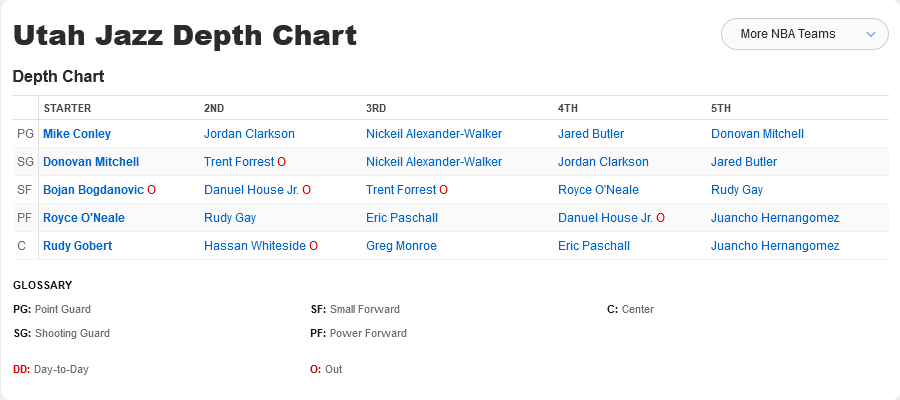 Utah Jazz Depth Chart
More NBA Teams
Depth Chart
STARTER 2ND 3RD 4TH 5TH
PG Mike Conley Jordan Clarkson Nickeil Alexander-Walker Jared Butler Donovan Mitchell
SG Donovan Mitchell Trent Forrest O Nickeil Alexander-Walker Jordan Clarkson Jared Butler
SF Bojan Bogdanovic O Danuel House Jr. O Trent Forrest O Royce O'Neale Rudy Gay
PF Royce O'Neale Rudy Gay Eric Paschall Danuel House Jr. O Juancho Hernangomez
C Rudy Gobert Hassan Whiteside O Greg Monroe Eric Paschall Juancho Hernangomez
GLOSSARY
PG: Point Guard SF: Small Forward C: Center
SG: Shooting Guard PF: Power Forward
DD: Day-to-Day O: Out